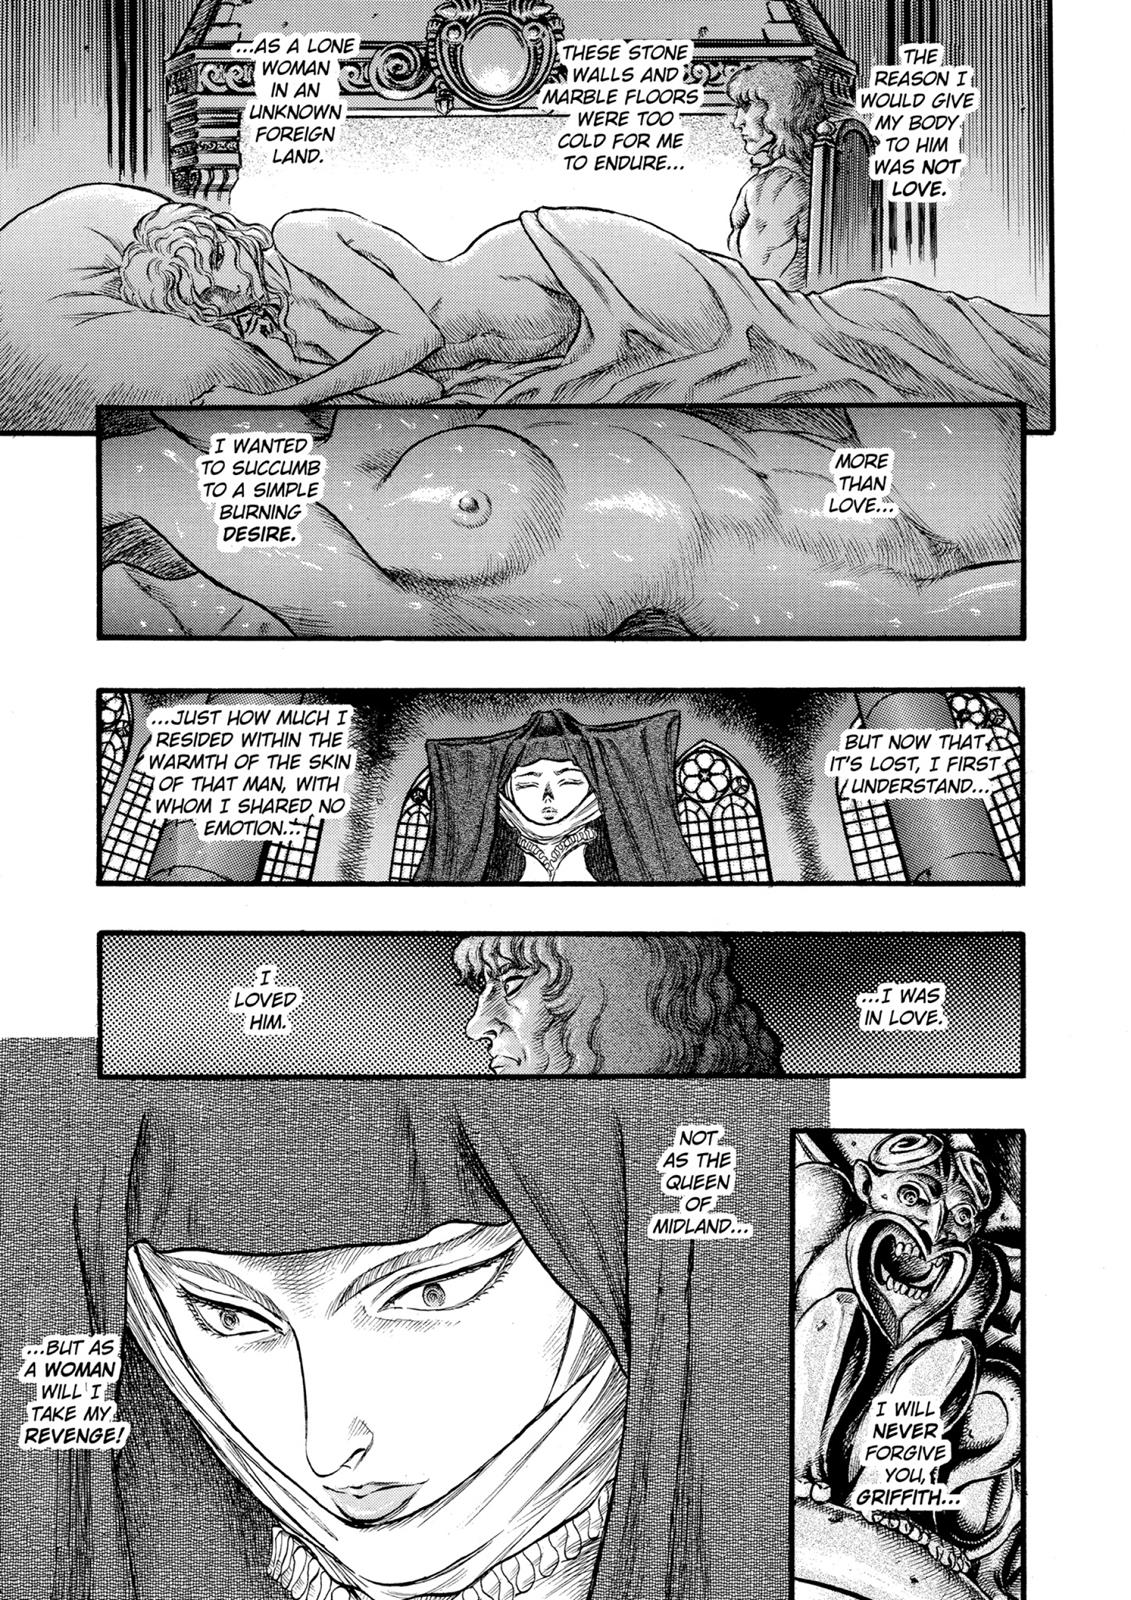 THE
REASON I
WOULD GIVE
MY BODY
TO HIM
WAS NOT
LOVE.
THESE STONE
WALLS AND
MARBLE FLOORS
WERE TOO
COLD FOR ME
TO ENDURE...
...AS A LONE
WOMAN
IN AN
UNKNOWN
FOREIGN
LAND.
MORE
THAN
LOVE...
I WANTED
TO SUCCUMB
TO A SIMPLE
BURNING
DESIRE.
BUT NOW THAT
IT'S LOST, I FIRST
UNDERSTAND...
...JUST HOW MUCH I
RESIDED WITHIN THE
WARMTH OF THE SKIN
OF THAT MAN, WITH
WHOM I SHARED NO
EMOTION...
...I WAS
IN LOVE.
I
LOVED
HIM.
I WILL
NEVER
FORGIVE
YOU,
GRIFFITH...
NOT
AS THE
QUEEN
OF
MIDLAND...
...BUT AS
A WOMAN
WILL I
TAKE MY
REVENGE!